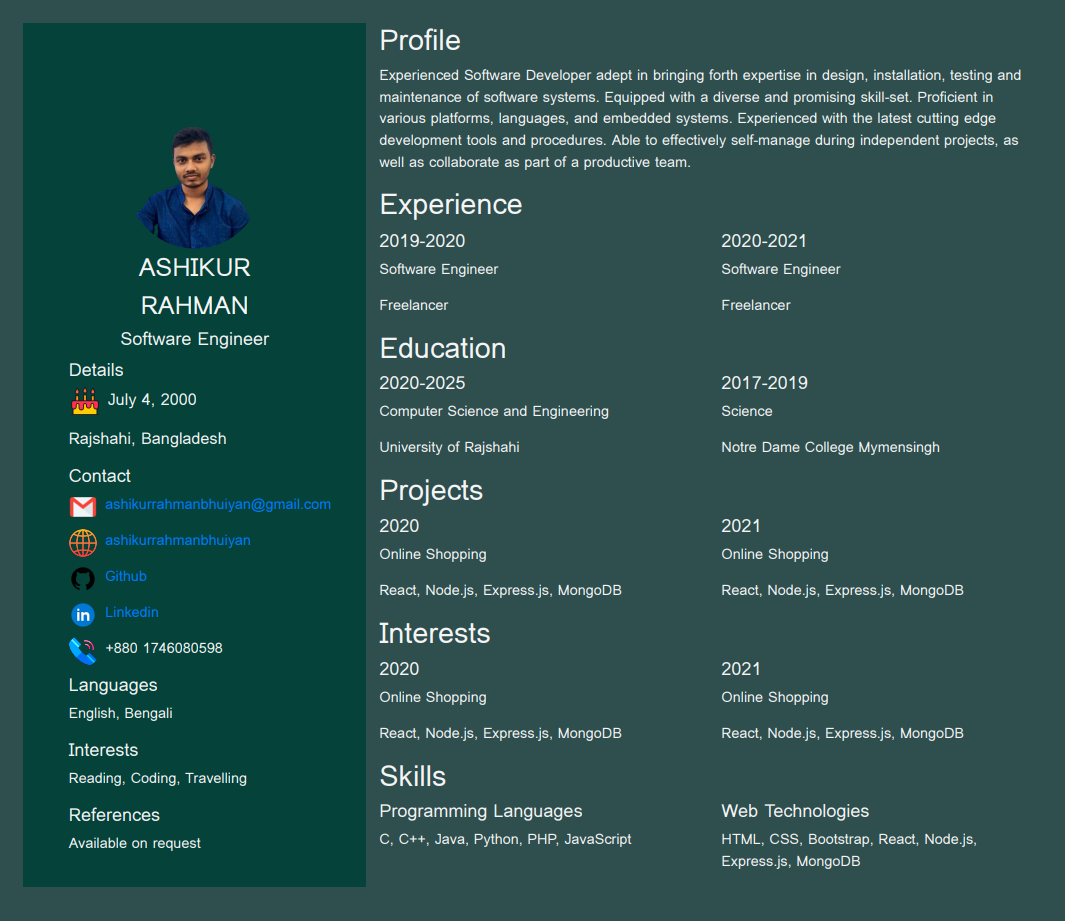 ASHIKUR
RAHMAN
Software Engineer
Details
July 4, 2000
Rajshahi, Bangladesh
Contact
ashikurrahmanbhuiyan@gmail.com
ashikurrahmanbhuiyan
Github
in
Linkedin
+880 1746080598
Languages
English, Bengali
Interests
Reading, Coding, Travelling
References
Available on request
Profile
Experienced Software Developer adept in bringing forth expertise in design, installation, testing and
maintenance of software systems. Equipped with a diverse and promising skill-set. Proficient in
various platforms, languages, and embedded systems. Experienced with the latest cutting edge
development tools and procedures. Able to effectively self-manage during independent projects, as
well as collaborate as part of a productive team.
Experience
2019-2020
Software Engineer
Freelancer
2020-2021
Software Engineer
Freelancer
Education
2020-2025
Computer Science and Engineering
University of Rajshahi
2017-2019
Science
Notre Dame College Mymensingh
Projects
2020
Online Shopping
React, Node.js, Express.js, MongoDB
2021
Online Shopping
React, Node.js, Express.js, MongoDB
Interests
2020
Online Shopping
React, Node.js, Express.js, MongoDB
2021
Online Shopping
React, Node.js, Express.js, MongoDB
Skills
Programming Languages
C, C++, Java, Python, PHP, JavaScript
Web Technologies
HTML, CSS, Bootstrap, React, Node.js,
Express.js, MongoDB